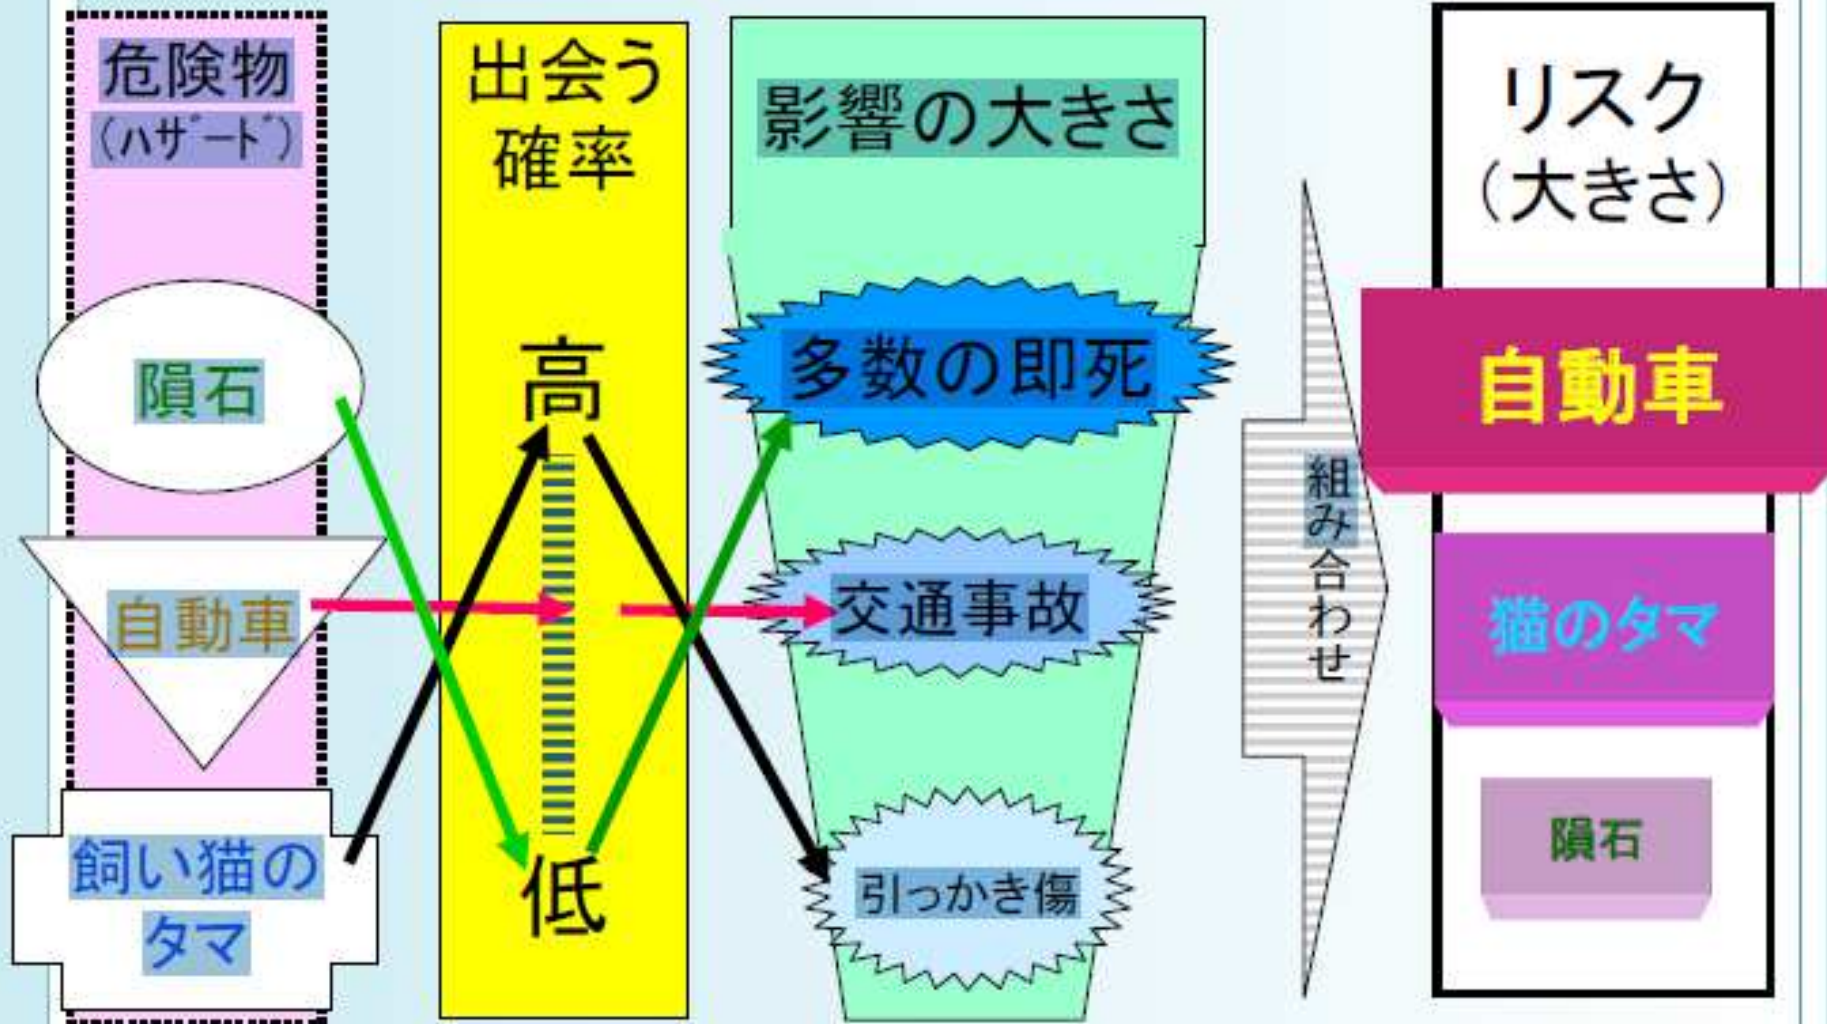 危険物
(ハザード)
隕石
自動車
飼い猫の
タマ
出会う
確率
高
低
影響の大きさ
多数の即死
交通事故
引っかき傷
組み合わせ
リスク
(大きさ)
自動車
猫のタマ
隕石